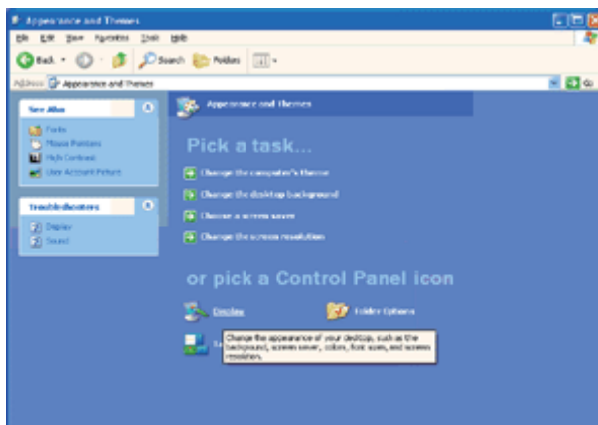 Appearance and Themes
File Edit View Favorites Tools Help
Back Search Folders
Address Appearance and Themes Go
See Also
Fonts
Mouse Pointers
High Contrast
User Account Picture
Troubleshooters
Display
Sound
Appearance and Themes
Pick a task...
Change the computer's theme
Change the desktop background
Choose a screen saver
Change the screen resolution
or pick a Control Panel icon
Display Folder Options
Change the appearance of your desktop, such as the
background, screen saver, colors, font sizes, and screen
resolution.